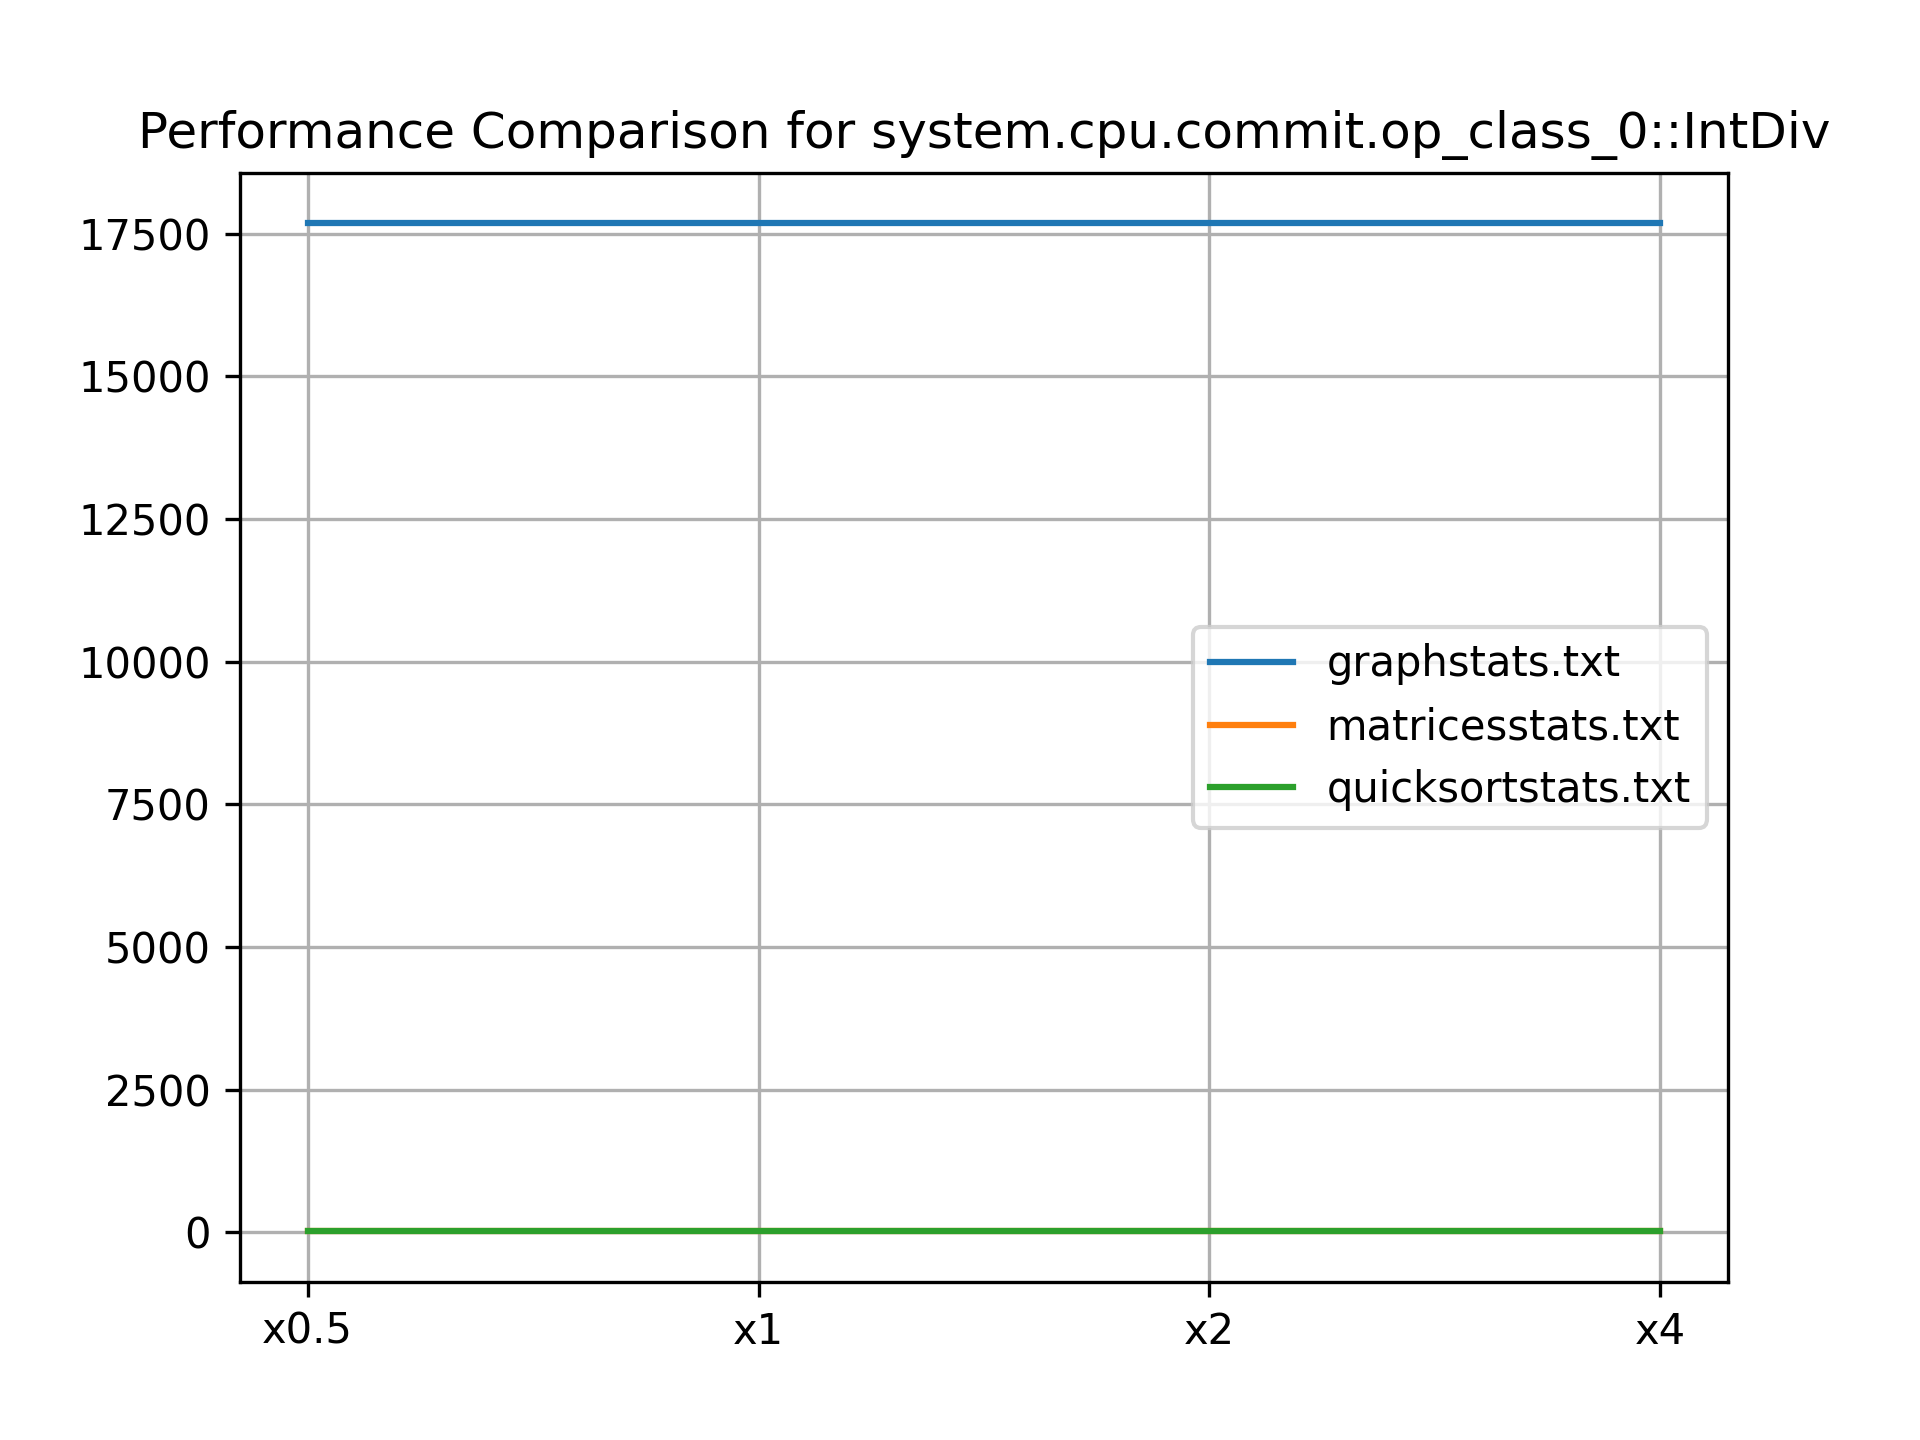 Performance Comparison for system.cpu.commit.op_class_0::IntDiv
17500
15000
12500
10000
7500
5000
2500
0
graphstats.txt
matricesstats.txt
quicksortstats.txt
x0.5 x1 x2 x4